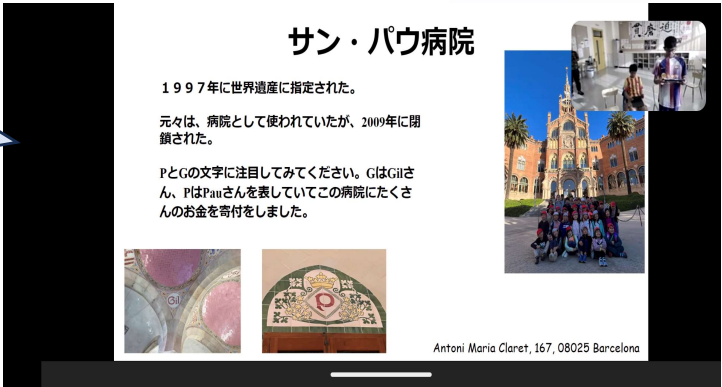 サン・パウ病院
１９９７年に世界遺産に指定された。
元々は、病院として使われていたが、2009年に閉
鎖された。
PとGの文字に注目してみてください。GはGilさ
ん、PはPauさんを表していてこの病院にたくさ
んのお金を寄付をしました。
Gil
P
Antoni Maria Claret, 167, 08025 Barcelona